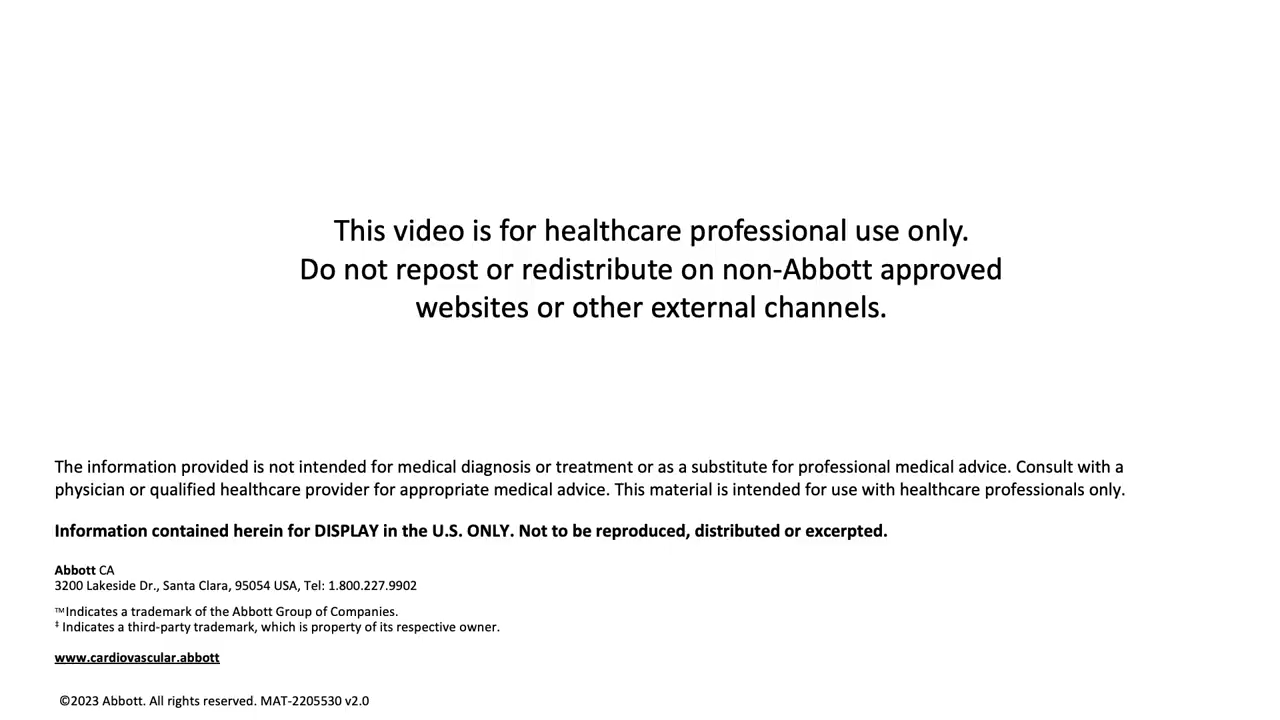 This video is for healthcare professional use only.
Do not repost or redistribute on non-Abbott approved
websites or other external channels.
The information provided is not intended for medical diagnosis or treatment or as a substitute for professional medical advice. Consult with a
physician or qualified healthcare provider for appropriate medical advice. This material is intended for use with healthcare professionals only.
Information contained herein for DISPLAY in the U.S. ONLY. Not to be reproduced, distributed or excerpted.
Abbott CA
3200 Lakeside Dr., Santa Clara, 95054 USA, Tel: 1.800.227.9902
™Indicates a trademark of the Abbott Group of Companies.
‡ Indicates a third-party trademark, which is property of its respective owner.
www.cardiovascular.abbott
©2023 Abbott. All rights reserved. MAT-2205530 v2.0